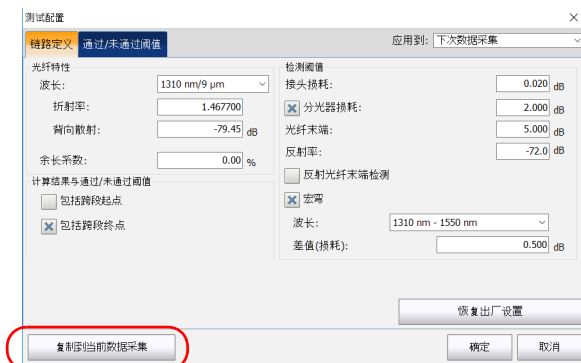 测试配置
链路定义 通过/未通过阈值 应用到: 下次数据采集
光纤特性
波长: 1310 nm/9 µm
折射率: 1.467700
背向散射: -79.45 dB
余长系数: 0.00 %
计算结果与通过/未通过阈值
包括跨段起点
包括跨段终点
检测阈值
接头损耗: 0.020 dB
分光器损耗: 2.000 dB
光纤末端: 5.000 dB
反射率: -72.0 dB
反射光纤末端检测
宏弯
波长: 1310 nm - 1550 nm
差值(损耗): 0.500 dB
恢复出厂设置
复制到当前数据采集 确定 取消